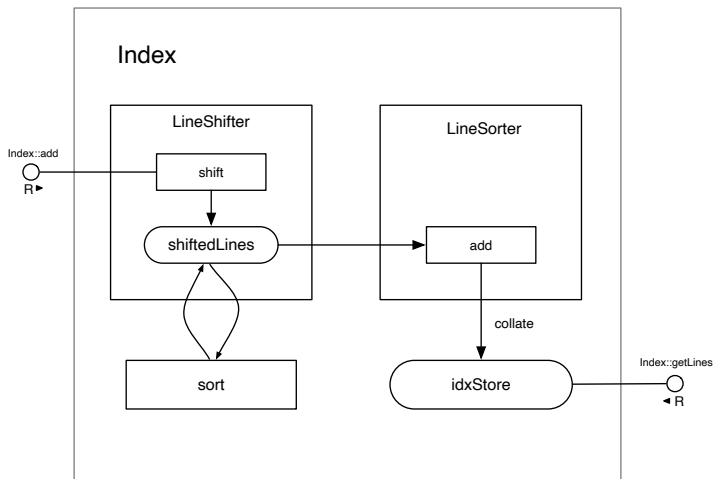 Index
LineShifter
LineSorter
Index::add
R
shift
shiftedLines
add
collate
sort
idxStore
Index::getLines
R